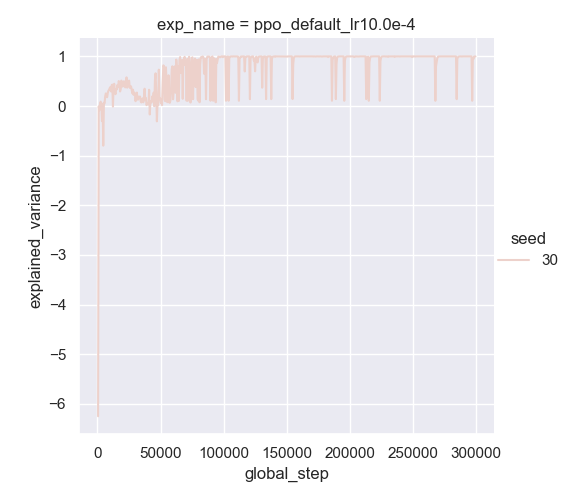 exp_name = ppo_default_lr10.0e-4
1
0
−1
−2
−3
−4
−5
−6
explained_variance
0 50000 100000 150000 200000 250000 300000
global_step
seed
30